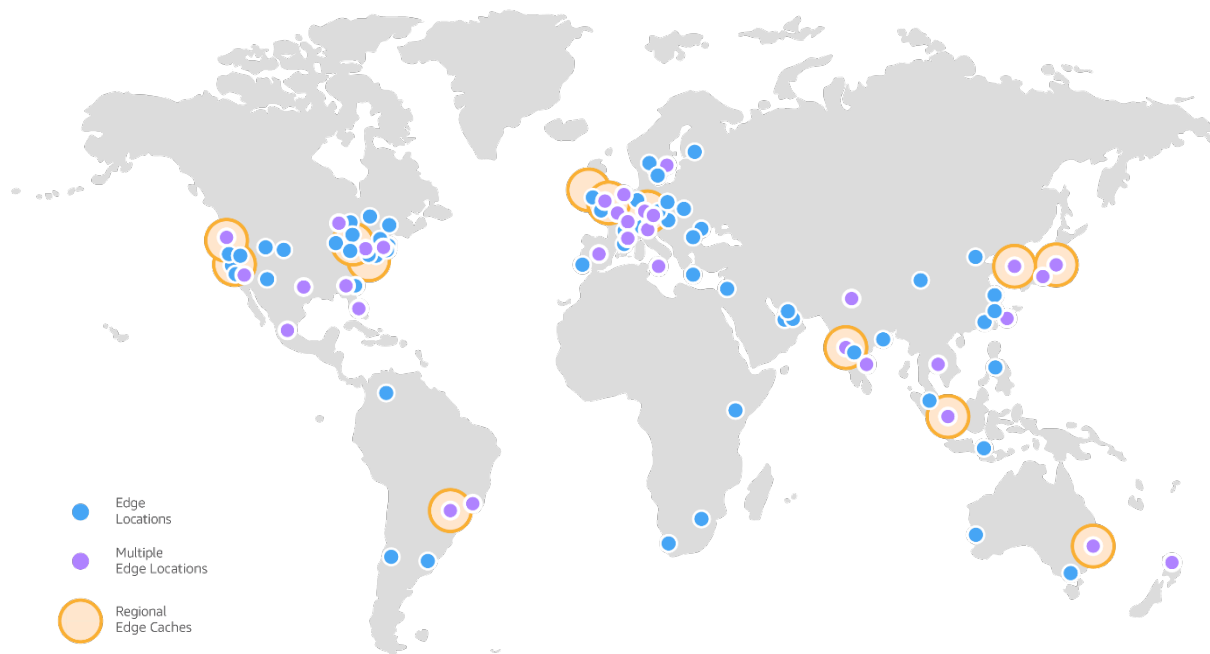 Edge
Locations
Multiple
Edge Locations
Regional
Edge Caches